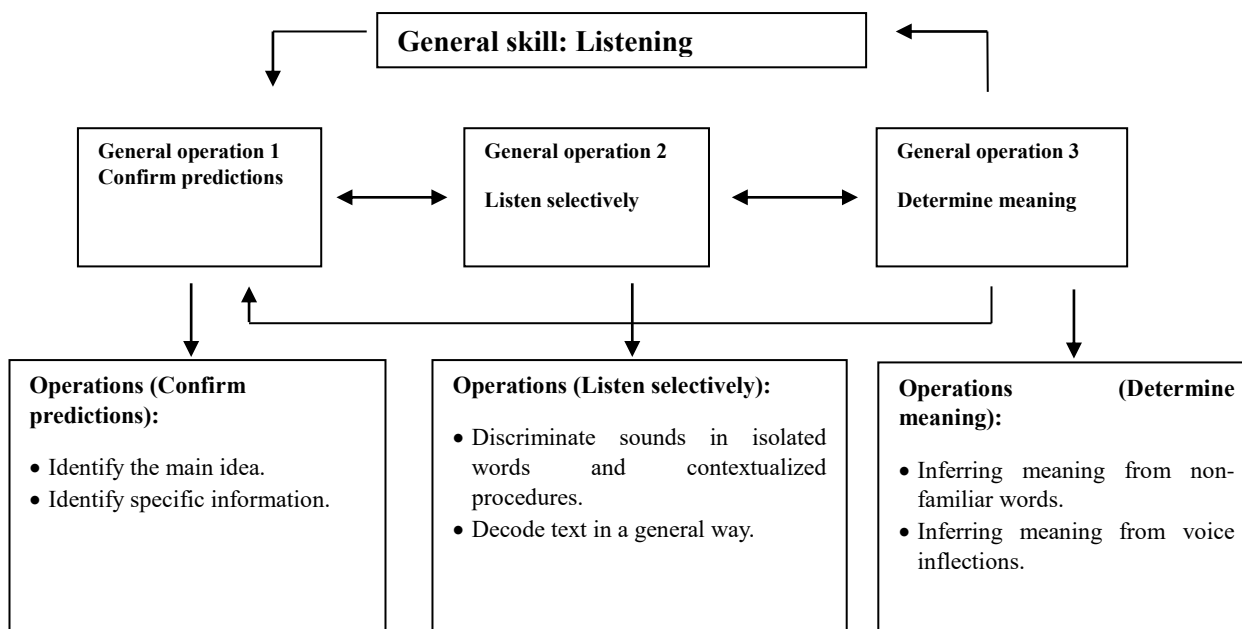 General skill: Listening
General operation 1
Confirm predictions
General operation 2
Listen selectively
General operation 3
Determine meaning
Operations (Confirm
predictions):
• Identify the main idea.
• Identify specific information.
Operations (Listen selectively):
• Discriminate sounds in isolated
words and contextualized
procedures.
• Decode text in a general way.
Operations (Determine
meaning):
• Inferring meaning from non-
familiar words.
• Inferring meaning from voice
inflections.